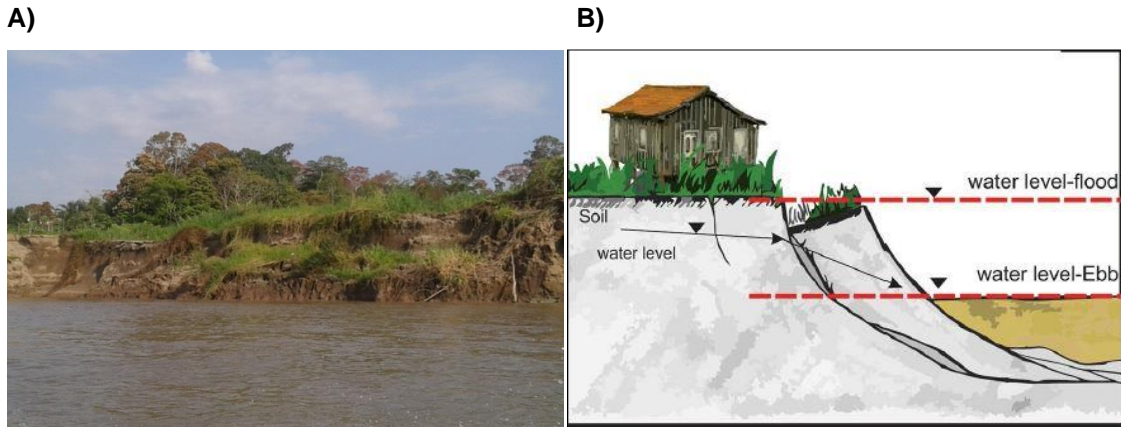 A)
B)
water level-flood
Soil
water level
water level-Ebb